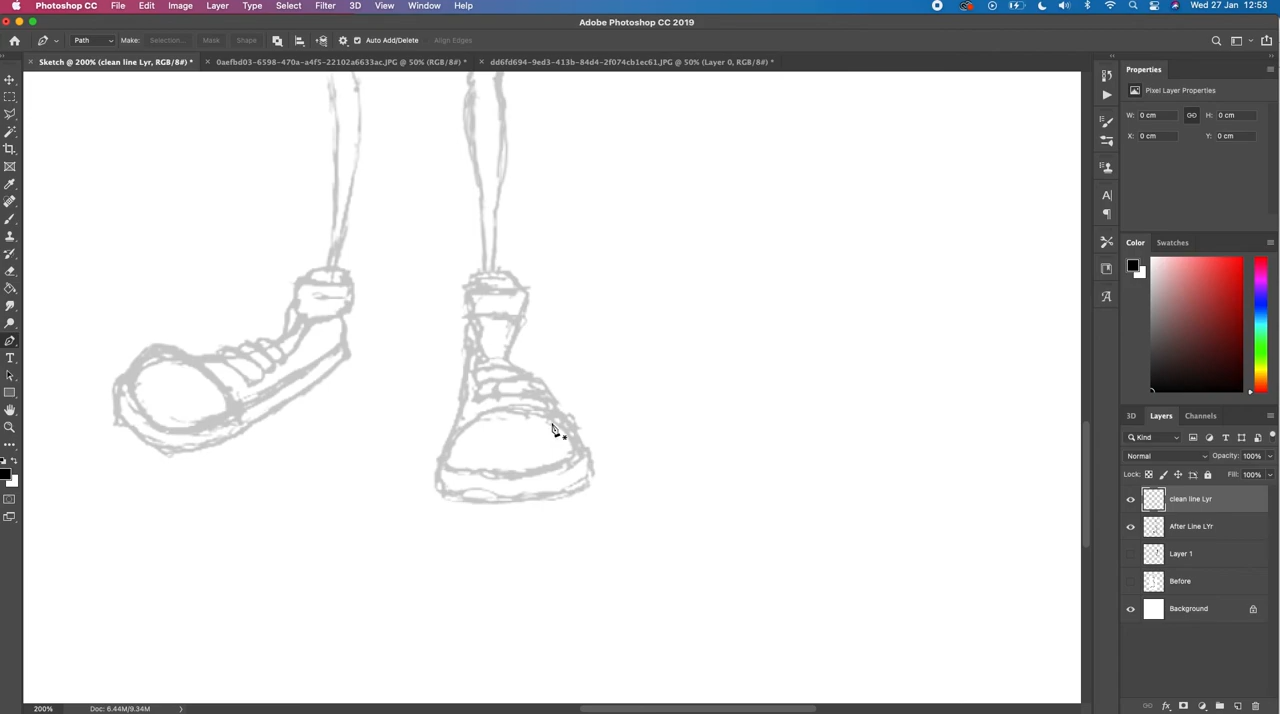 Photoshop CC File Edit Image Layer Type Select Filter 3D View Window Help Wed 27 Jan 12:53
Adobe Photoshop CC 2019
Path Make: Selection... Mask Shape Auto Add/Delete Align Edges
Sketch @ 200% (clean line Lyr, RGB/8#) * 0aefbd03-6598-470a-a4f5-22102a6633ac.JPG @ 50% (RGB/8#) * dd6fd694-9ed3-413b-84d4-2f074cb1ec61.JPG @ 50% (Layer 0, RGB/8#) *
Properties
Pixel Layer Properties
W: 0 cm H: 0 cm
X: 0 cm Y: 0 cm
Color Swatches
3D Layers Channels
Kind
Normal Opacity: 100%
Lock: Fill: 100%
clean line Lyr
After Line LYr
Layer 1
Before
Background
200% Doc: 6.44M/9.34M